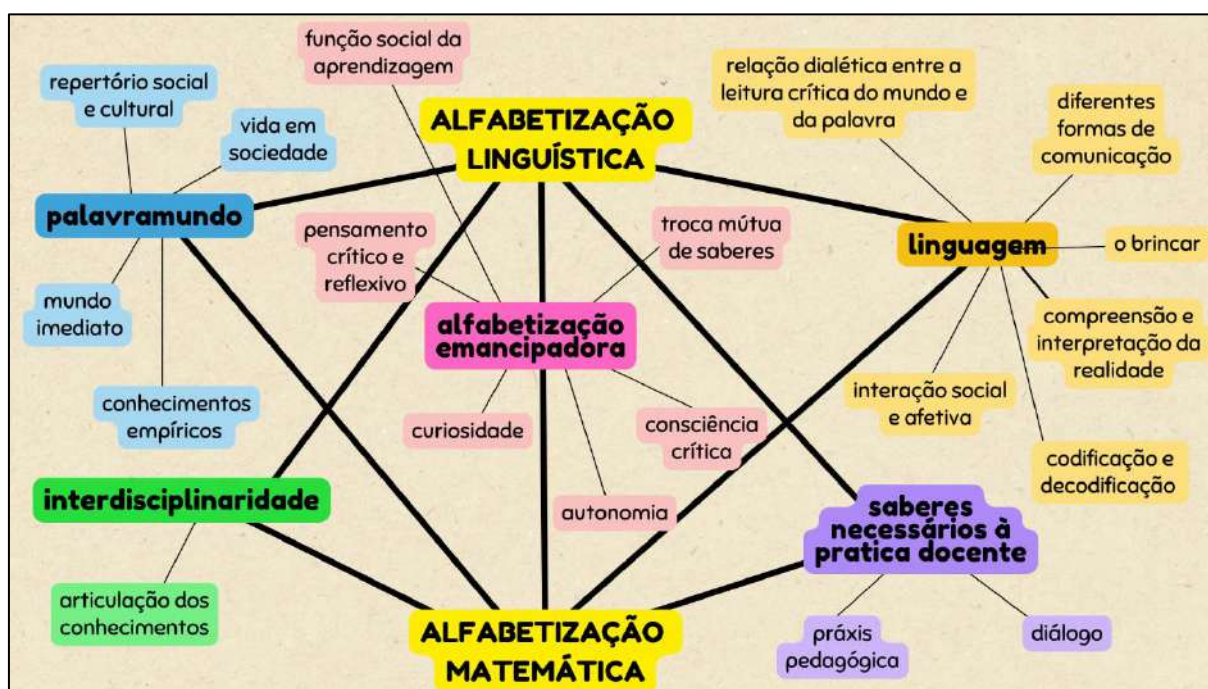 função social da
aprendizagem
repertório social
e cultural
vida em
sociedade
palavramundo
mundo
imediato
conhecimentos
empíricos
ALFABETIZAÇÃO
LINGUÍSTICA
relação dialética entre a
leitura crítica do mundo e
da palavra
diferentes
formas de
comunicação
linguagem
o brincar
compreensão e
interpretação da
realidade
interação social
e afetiva
codificação e
decodificação
pensamento
crítico e
reflexivo
troca mútua
de saberes
alfabetização
emancipadora
curiosidade
consciência
crítica
autonomia
interdisciplinaridade
articulação dos
conhecimentos
saberes
necessários à
pratica docente
práxis
pedagógica
diálogo
ALFABETIZAÇÃO
MATEMÁTICA